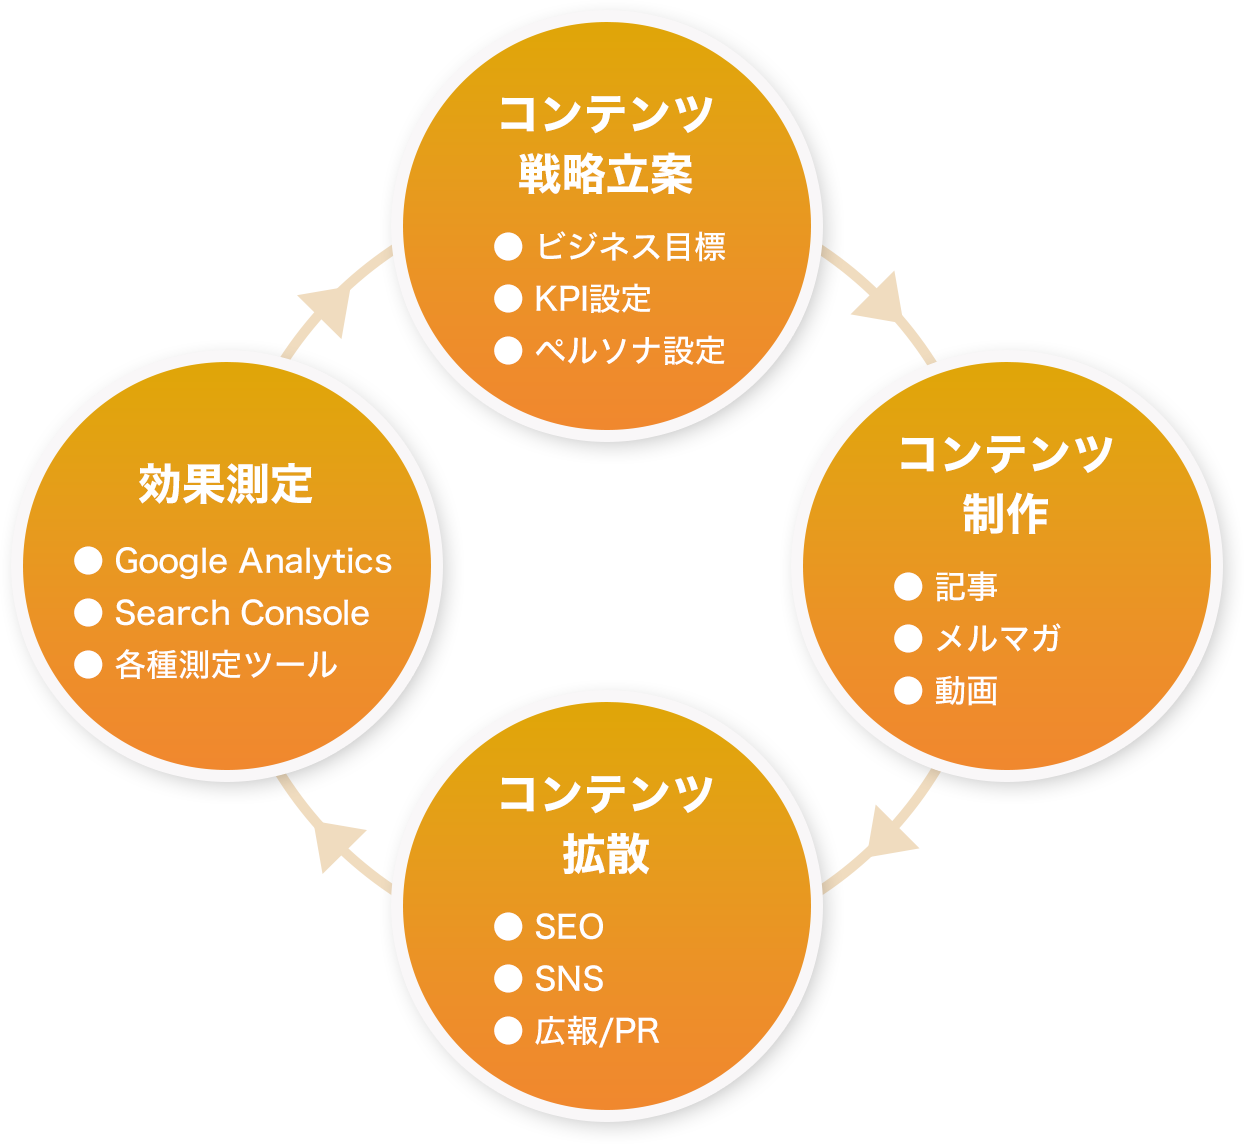 コンテンツ
戦略立案
● ビジネス目標
● KPI設定
● ペルソナ設定
コンテンツ
制作
● 記事
● メルマガ
● 動画
コンテンツ
拡散
● SEO
● SNS
● 広報/PR
効果測定
● Google Analytics
● Search Console
● 各種測定ツール